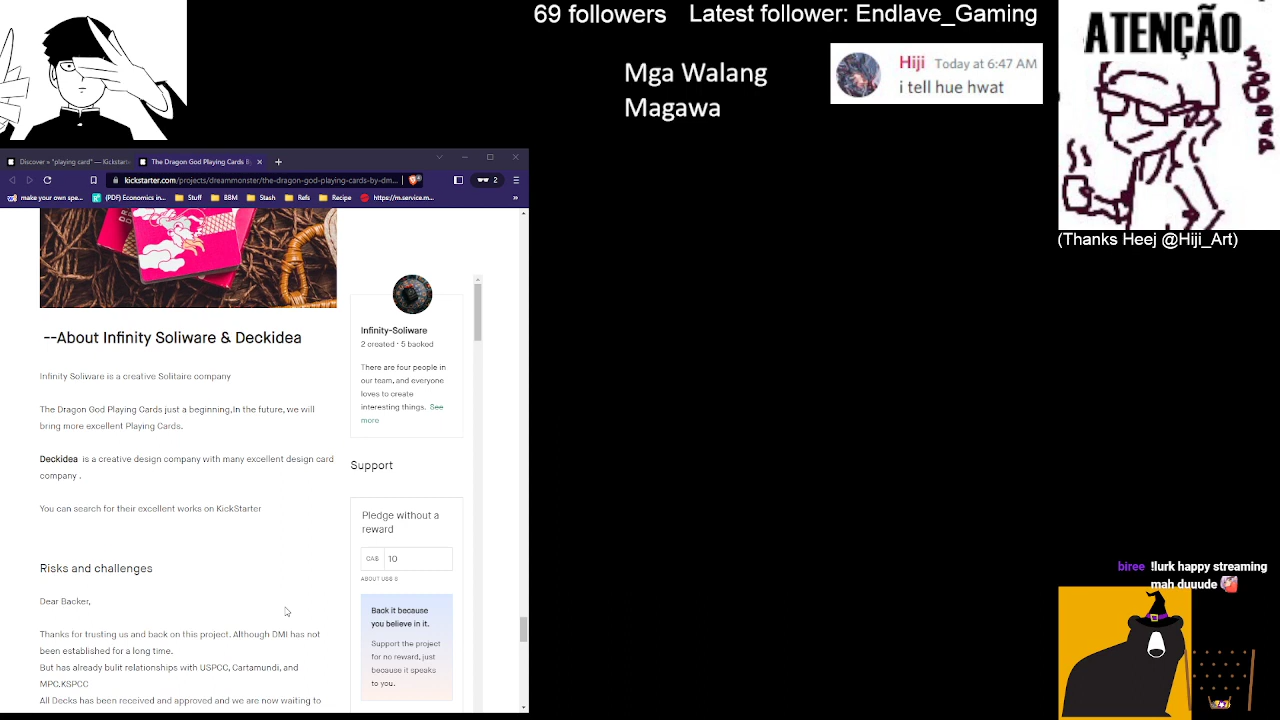 69 followers
Latest follower: Endlave_Gaming
Mga Walang
Magawa
Hiji Today at 6:47 AM
i tell hue hwat
ATENÇÃO
(Thanks Heej @Hiji_Art)
Discover » "playing card" — Kickstart
The Dragon God Playing Cards B
kickstarter.com/projects/dreammonster/the-dragon-god-playing-cards-by-dm...
2
make your own spe...
(PDF) Economics in...
Stuff
BBM
Stash
Refs
Recipe
https://m.service.m...
--About Infinity Soliware & Deckidea
Infinity Soliware is a creative Solitaire company
The Dragon God Playing Cards just a beginning,In the future, we will
bring more excellent Playing Cards.
Deckidea is a creative design company with many excellent design card
company .
You can search for their excellent works on KickStarter
Risks and challenges
Dear Backer,
Thanks for trusting us and back on this project. Although DMI has not
been established for a long time.
But has already bulit relationships with USPCC, Cartamundi, and
MPC.KSPCC
All Decks has been received and approved and we are now waiting to
Infinity-Soliware
2 created · 5 backed
There are four people in
our team, and everyone
loves to create
interesting things. See
more
Support
Pledge without a
reward
CA$ 10
ABOUT US$ 8
Back it because
you believe in it.
Support the project
for no reward, just
because it speaks
to you.
biree !lurk happy streaming
mah duuude